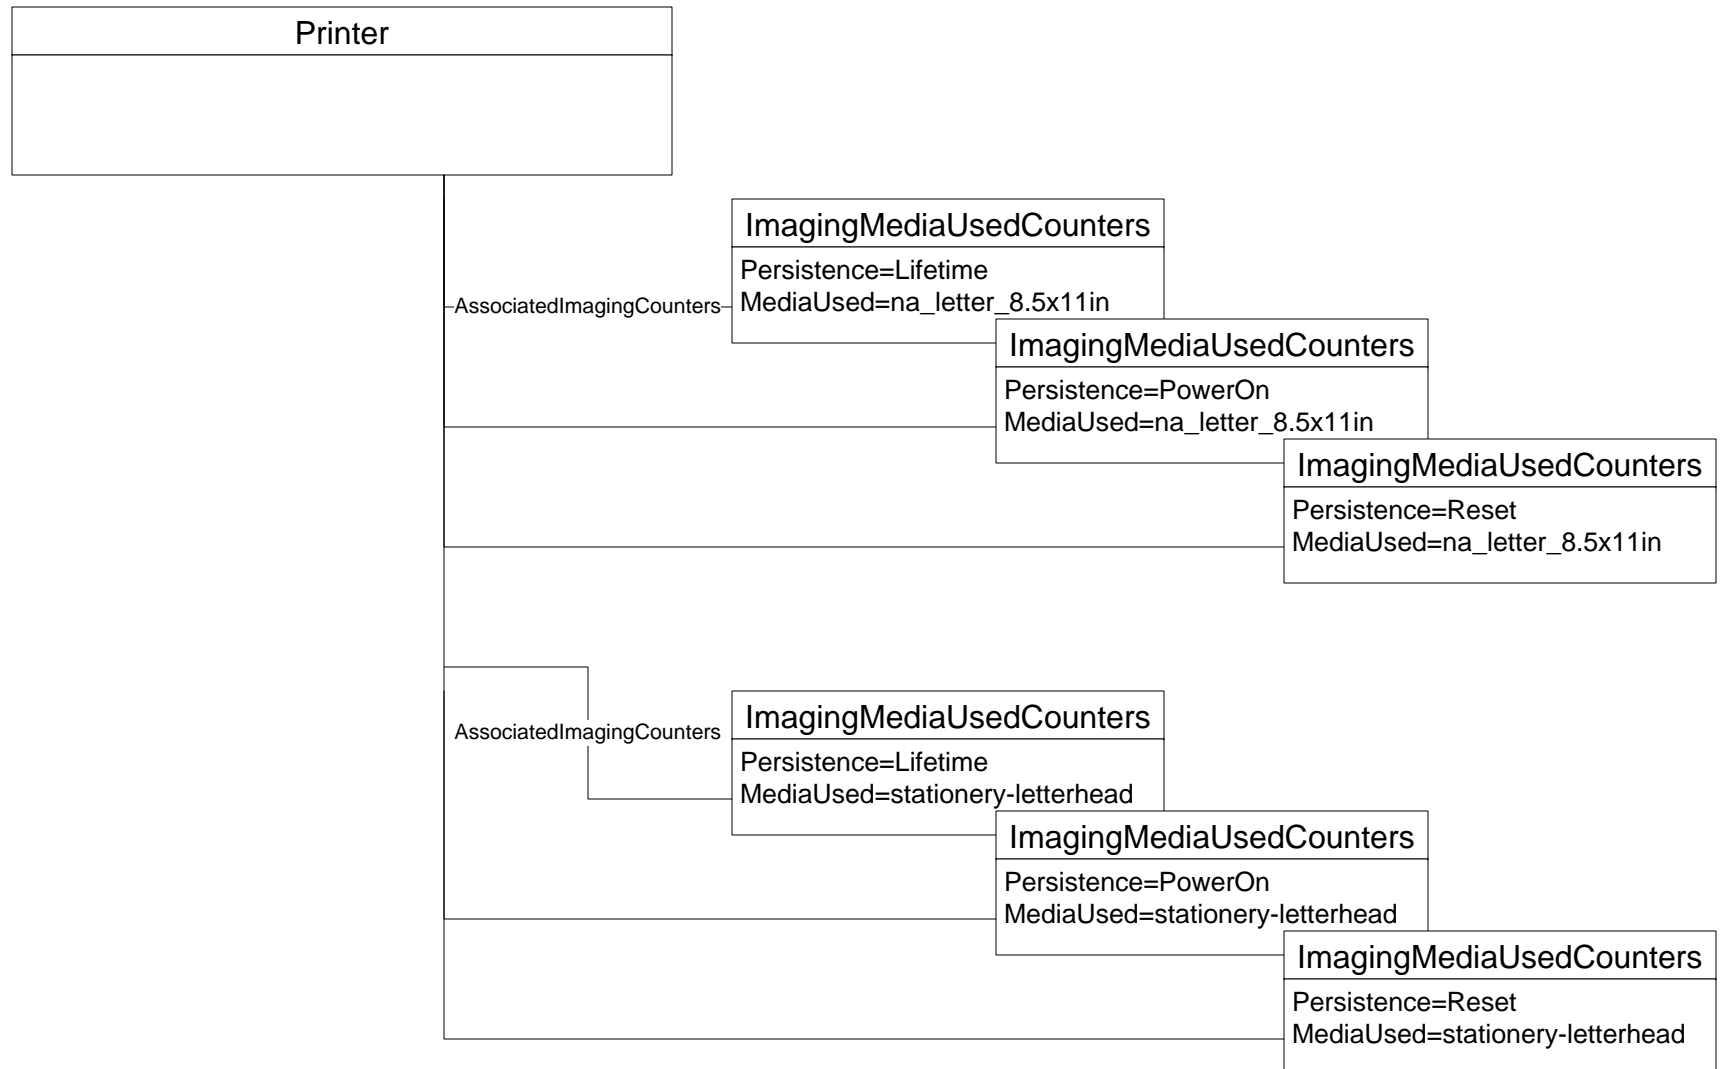 Printer
ImagingMediaUsedCounters
Persistence=Lifetime
AssociatedImagingCounters
MediaUsed=na_letter_8.5x11in
ImagingMediaUsedCounters
Persistence=PowerOn
MediaUsed=na_letter_8.5x11in
ImagingMediaUsedCounters
Persistence=Reset
MediaUsed=na_letter_8.5x11in
ImagingMediaUsedCounters
AssociatedImagingCounters
Persistence=Lifetime
MediaUsed=stationery-letterhead
ImagingMediaUsedCounters
Persistence=PowerOn
MediaUsed=stationery-letterhead
ImagingMediaUsedCounters
Persistence=Reset
MediaUsed=stationery-letterhead